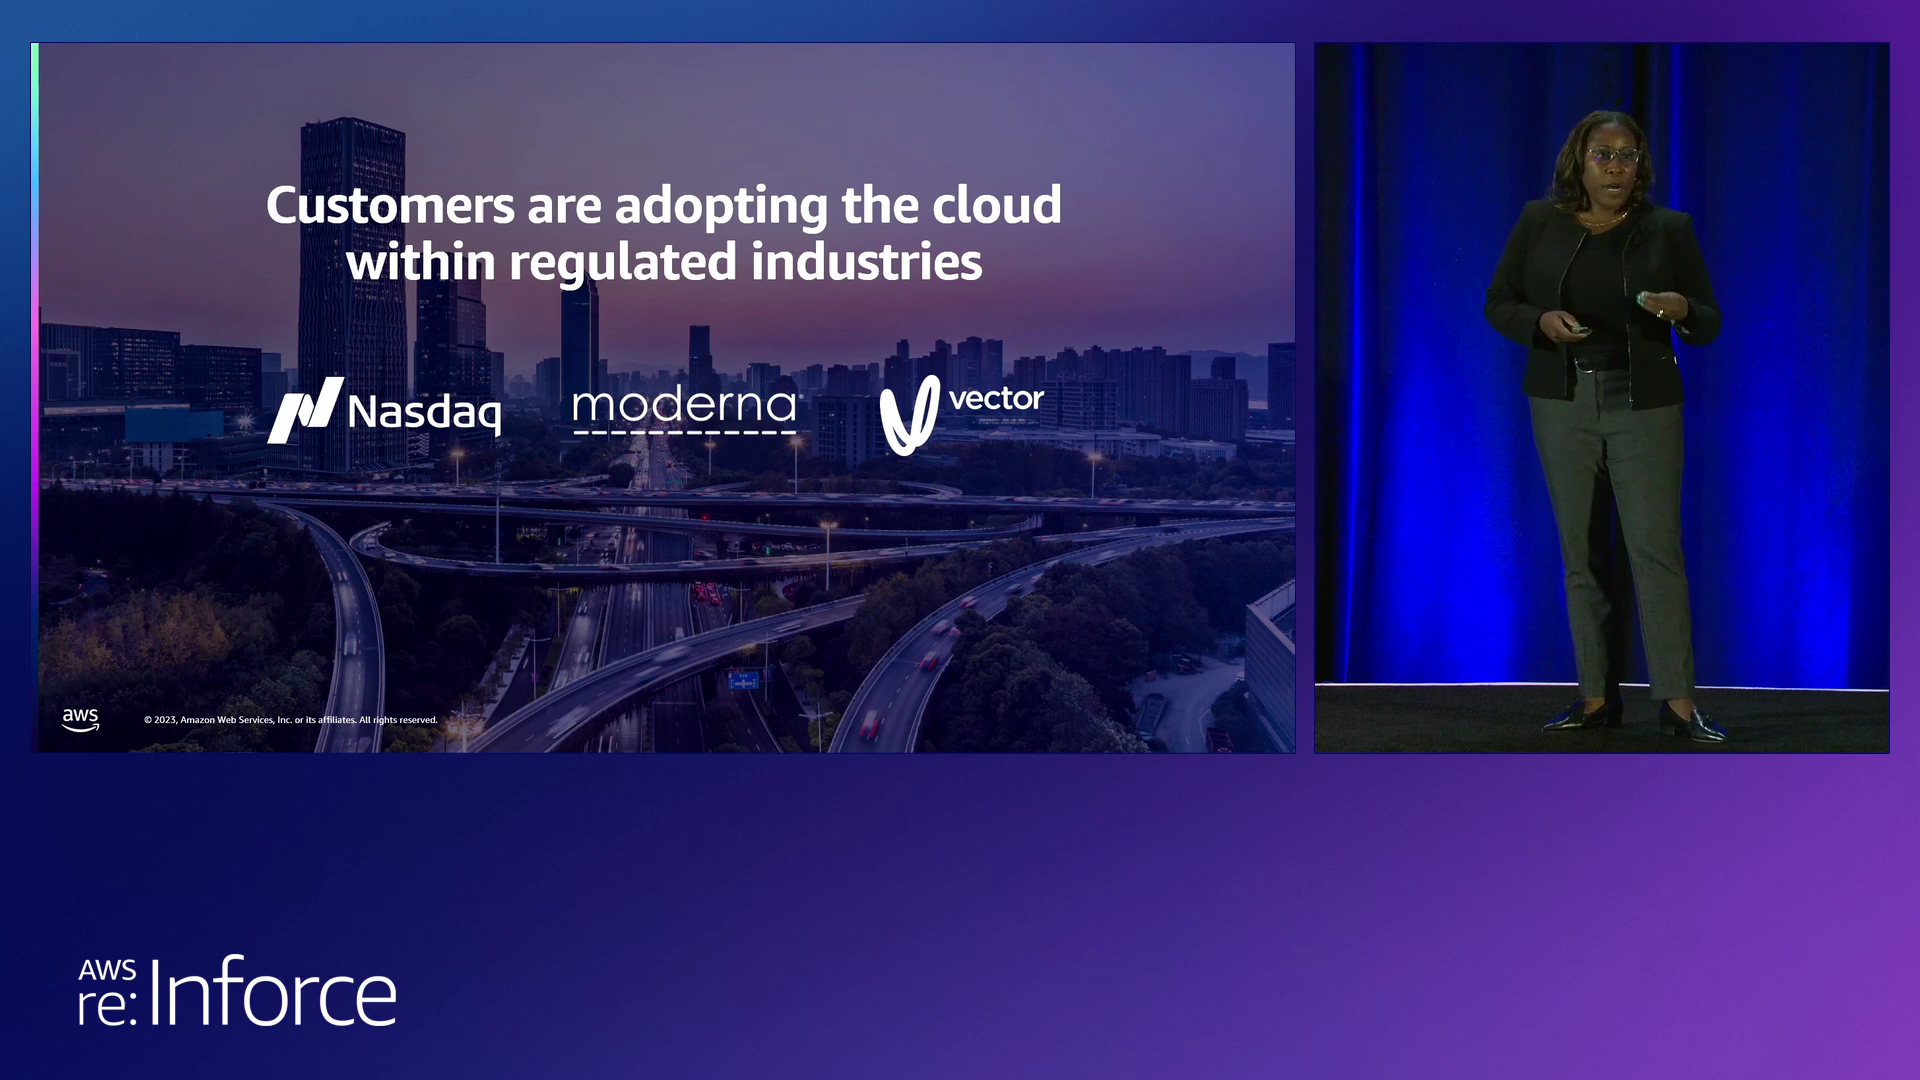 Customers are adopting the cloud
within regulated industries
Nasdaq
moderna
vector
aws
© 2023, Amazon Web Services, Inc. or its affiliates. All rights reserved.
AWS
re:Inforce